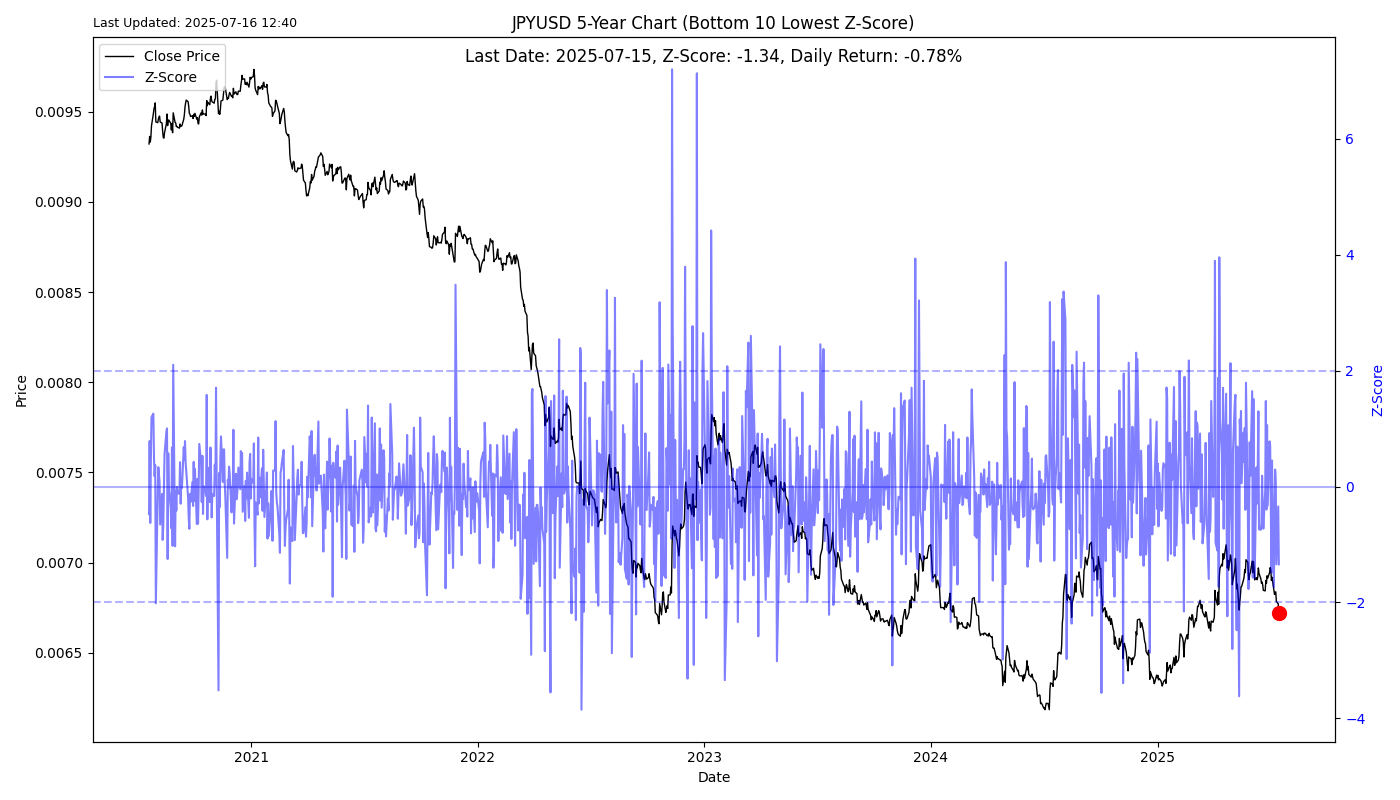 Last Updated: 2025-07-16 12:40
JPYUSD 5-Year Chart (Bottom 10 Lowest Z-Score)
Last Date: 2025-07-15, Z-Score: -1.34, Daily Return: -0.78%
Close Price
Z-Score
0.0095
0.0090
0.0085
0.0080
0.0075
0.0070
0.0065
Price
6
4
2
0
−2
−4
Z-Score
2021
2022
2023
2024
2025
Date